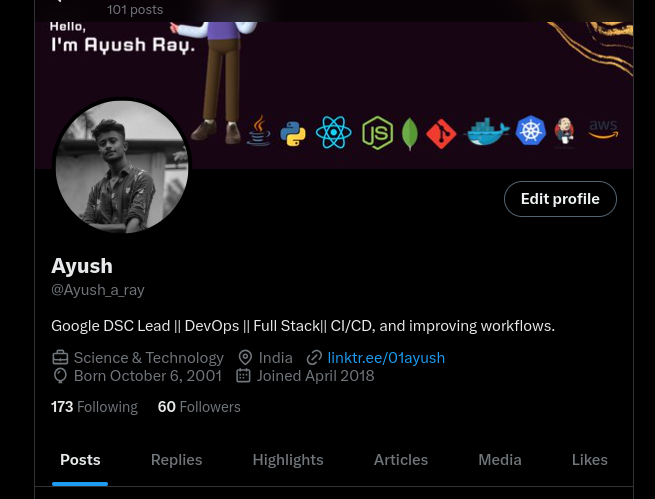 101 posts
Hello,
I'm Ayush Ray.
JS
aws
Edit profile
Ayush
@Ayush_a_ray
Google DSC Lead || DevOps || Full Stack|| CI/CD, and improving workflows.
Science & Technology India linktr.ee/01ayush
Born October 6, 2001 Joined April 2018
173 Following 60 Followers
Posts Replies Highlights Articles Media Likes